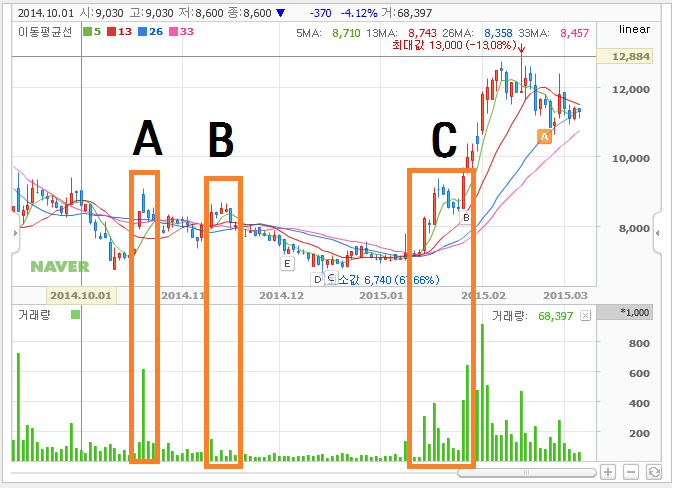 2014.10.01 시:9,030 고:9,030 저:8,600 종:8,600 ▼ -370 -4.12% 거:68,397
이동평균선 5 13 26 33 5MA: 8,710 13MA: 8,743 26MA: 8,358 33MA: 8,457 linear
최대값 13,000 (-13,08%)
12,884
12,000
A
A B C
10,000
B
8,000
E
NAVER
D C 최소값 6,740 (67.66%)
2014.10.01 2014.11 2014.12 2015.01 2015.02 2015.03
거래량 거래량: 68,397 *1,000
800
600
400
200